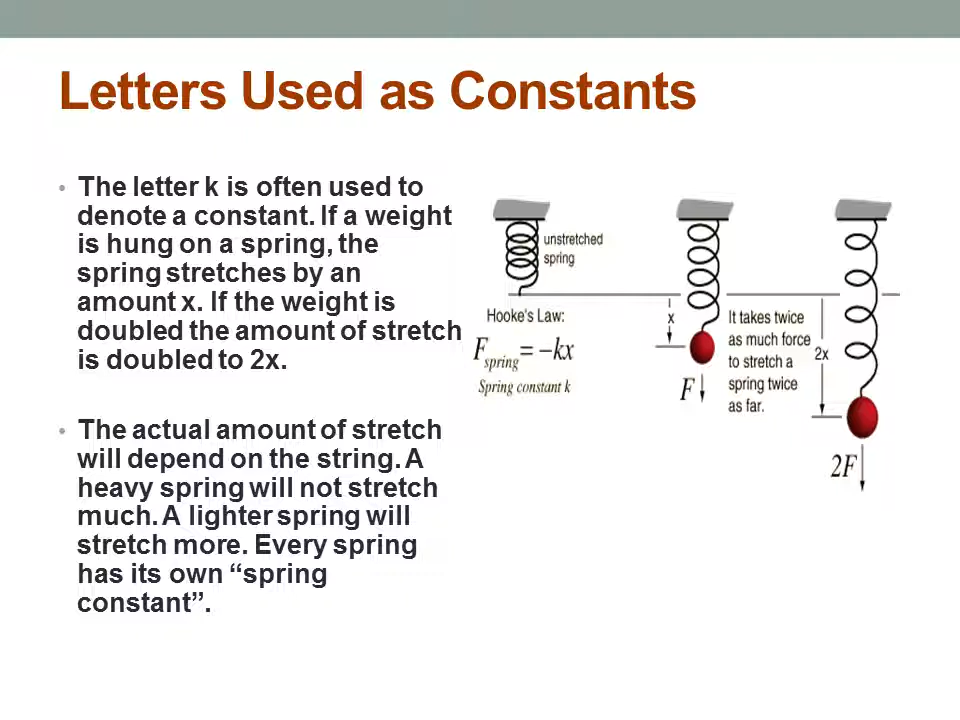 Letters Used as Constants
• The letter k is often used to
denote a constant. If a weight
is hung on a spring, the
spring stretches by an
amount x. If the weight is
doubled the amount of stretch
is doubled to 2x.
• The actual amount of stretch
will depend on the string. A
heavy spring will not stretch
much. A lighter spring will
stretch more. Every spring
has its own “spring
constant”.
unstretched
spring
Hooke's Law:
F spring = −kx
Spring constant k
x
F
It takes twice
as much force
to stretch a
spring twice
as far.
2x
2F